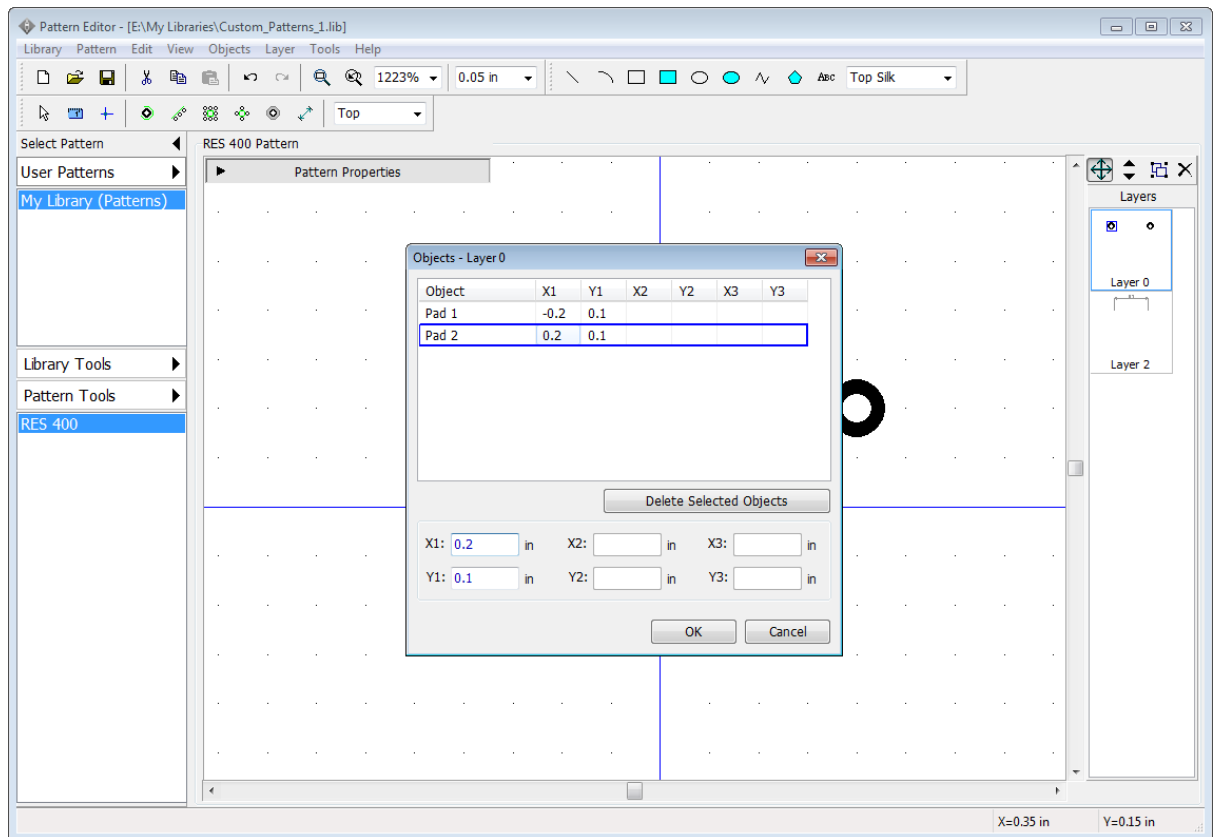 Pattern Editor - [E:\My Libraries\Custom_Patterns_1.lib]
Library Pattern Edit View Objects Layer Tools Help
1223% 0.05 in ABC Top Silk
Top
Select Pattern
RES 400 Pattern
User Patterns
Pattern Properties
My Library (Patterns)
Layers
Layer 0
Layer 2
Objects - Layer 0
Object X1 Y1 X2 Y2 X3 Y3
Pad 1 -0.2 0.1
Pad 2 0.2 0.1
Library Tools
Pattern Tools
RES 400
Delete Selected Objects
X1: 0.2 in X2: in X3: in
Y1: 0.1 in Y2: in Y3: in
OK Cancel
X=0.35 in Y=0.15 in